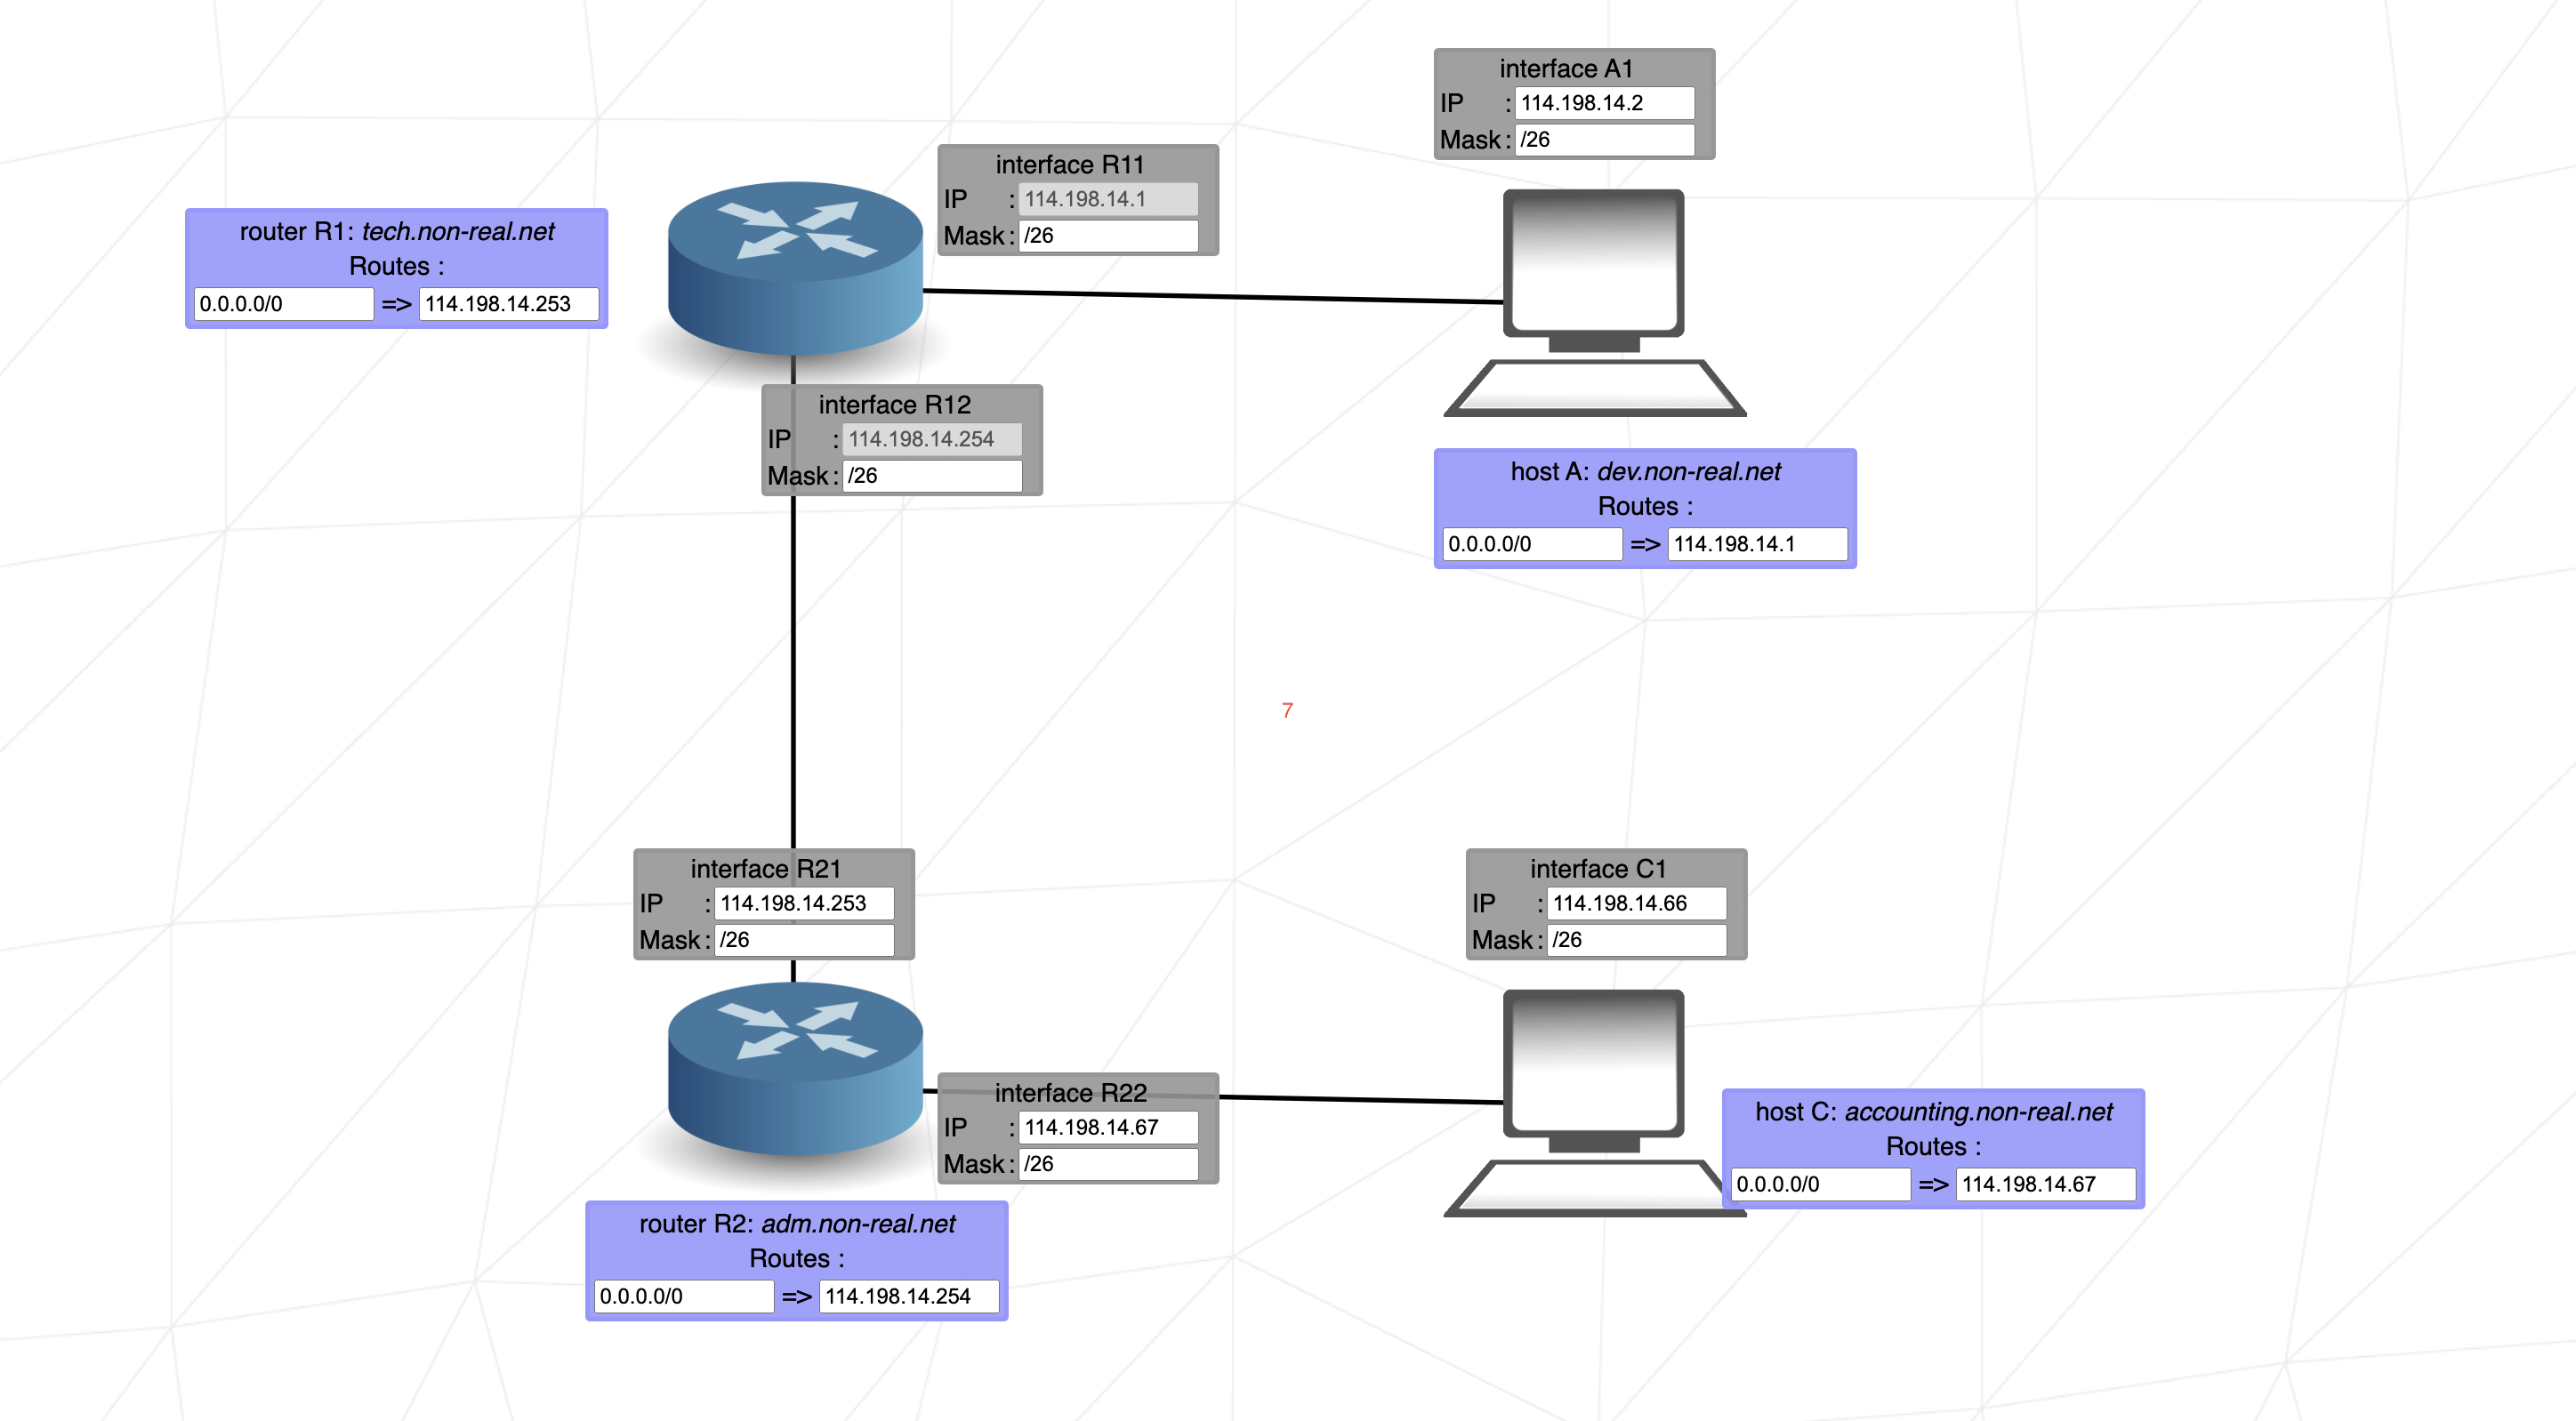 interface A1
IP : 114.198.14.2
Mask : /26
interface R11
IP : 114.198.14.1
Mask : /26
router R1: tech.non-real.net
Routes :
0.0.0.0/0 => 114.198.14.253
interface R12
IP : 114.198.14.254
Mask : /26
host A: dev.non-real.net
Routes :
0.0.0.0/0 => 114.198.14.1
7
interface R21
IP : 114.198.14.253
Mask : /26
interface C1
IP : 114.198.14.66
Mask : /26
interface R22
IP : 114.198.14.67
Mask : /26
host C: accounting.non-real.net
Routes :
0.0.0.0/0 => 114.198.14.67
router R2: adm.non-real.net
Routes :
0.0.0.0/0 => 114.198.14.254